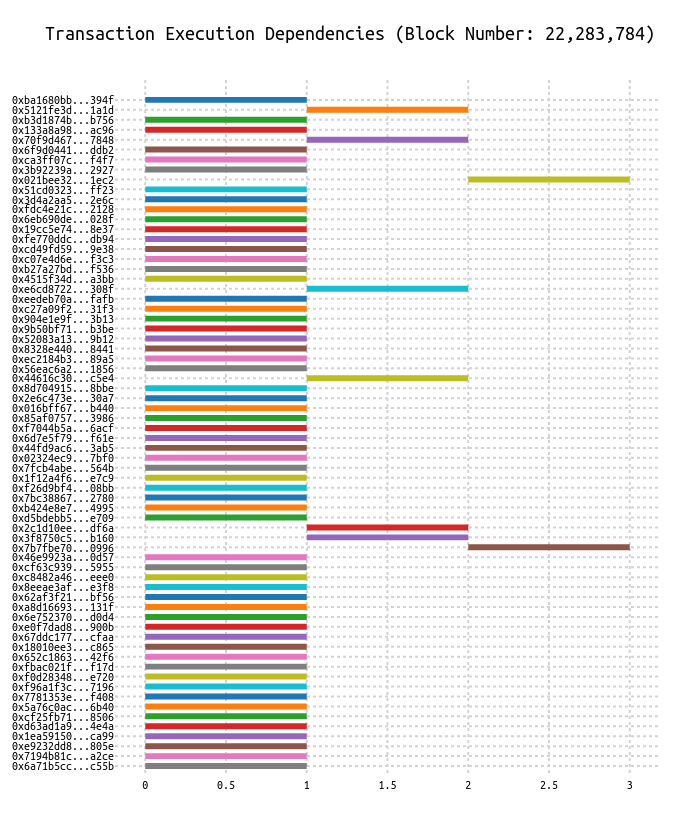 Transaction Execution Dependencies (Block Number: 22,283,784)
0xba1680bb...394f
0x5121fe3d...1a1d
0xb3d1874b...b756
0x133a8a98...ac96
0x70f9d467...7848
0x6f9d0441...ddb2
0xca3ff07c...f4f7
0x3b92239a...2927
0x021bee32...1ec2
0x51cd0323...ff23
0x3d4a2aa5...2e6c
0xfdc4e21c...2128
0x6eb690de...028f
0x19cc5e74...8e37
0xfe770ddc...db94
0xcd49fd59...9e38
0xc07e4d6e...f3c3
0xb27a27bd...f536
0x4515f34d...a3bb
0xe6cd8722...308f
0xeedeb70a...fafb
0xc27a09f2...31f3
0x904e1e9f...3b13
0x9b50bf71...b3be
0x52083a13...9b12
0x8328e440...8441
0xec2184b3...89a5
0x56eac6a2...1856
0x44616c30...c5e4
0x8d704915...8bbe
0x2e6c473e...30a7
0x016bff67...b440
0x85af0757...3986
0xf7044b5a...6acf
0x6d7e5f79...f61e
0x44fd9ac6...3ab5
0x02324ec9...7bf0
0x7fcb4abe...564b
0x1f12a4f6...e7c9
0xf26d9bf4...08bb
0x7bc38867...2780
0xb424e8e7...4995
0xd5bdebb5...e709
0x2c1d10ee...df6a
0x3f8750c5...b160
0x7b7fbe70...0996
0x46e9923a...0d57
0xcf63c939...5955
0xc8482a46...eee0
0x8eeae3af...e3f8
0x62af3f21...bf56
0xa8d16693...131f
0x6e752370...d0d4
0xe0f7dad8...900b
0x67ddc177...cfaa
0x18010ee3...c865
0x652c1863...42f6
0xfbac021f...f17d
0xf0d28348...e720
0xf96a1f3c...7196
0x7781353e...f408
0x5a76c0ac...6b40
0xcf25fb71...8506
0xd63ad1a9...4e4a
0x1ea59150...ca99
0xe9232dd8...805e
0x7194b81c...a2ce
0x6a71b5cc...c55b
0 0.5 1 1.5 2 2.5 3